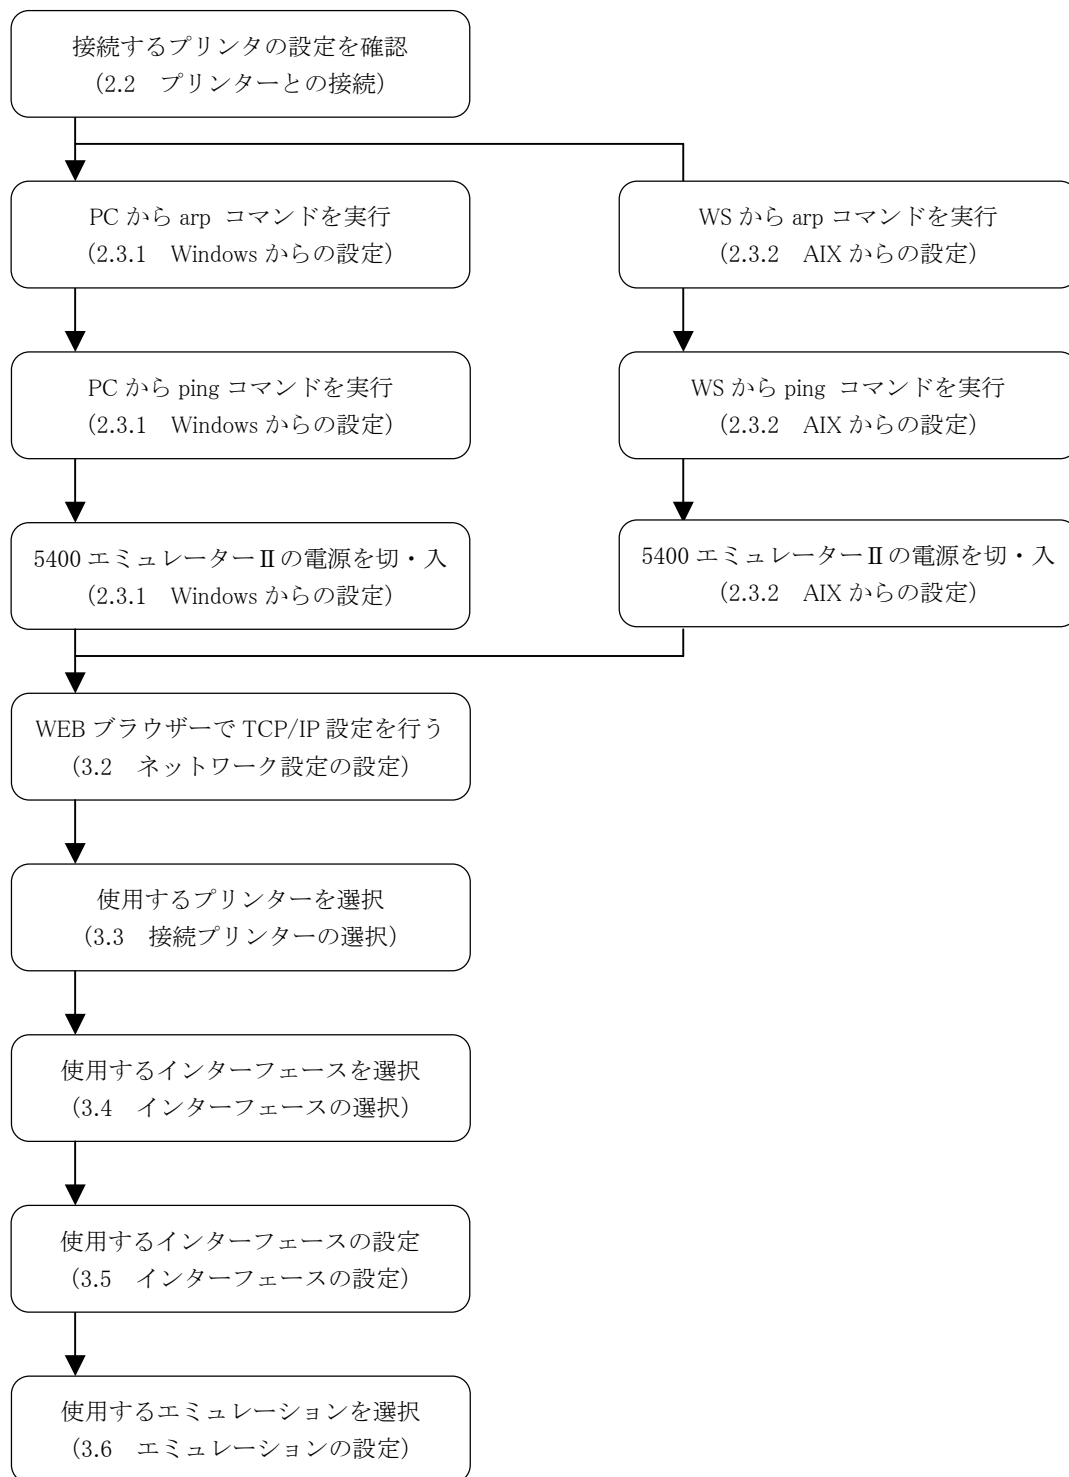 接続するプリンタの設定を確認
（2.2　プリンターとの接続）
PC から arp コマンドを実行
（2.3.1　Windows からの設定）
WS から arp コマンドを実行
（2.3.2　AIX からの設定）
PC から ping コマンドを実行
（2.3.1　Windows からの設定）
WS から ping コマンドを実行
（2.3.2　AIX からの設定）
5400 エミュレーターⅡの電源を切・入
（2.3.1　Windows からの設定）
5400 エミュレーターⅡの電源を切・入
（2.3.2　AIX からの設定）
WEB ブラウザーで TCP/IP 設定を行う
（3.2　ネットワーク設定の設定）
使用するプリンターを選択
（3.3　接続プリンターの選択）
使用するインターフェースを選択
（3.4　インターフェースの選択）
使用するインターフェースの設定
（3.5　インターフェースの設定）
使用するエミュレーションを選択
（3.6　エミュレーションの設定）